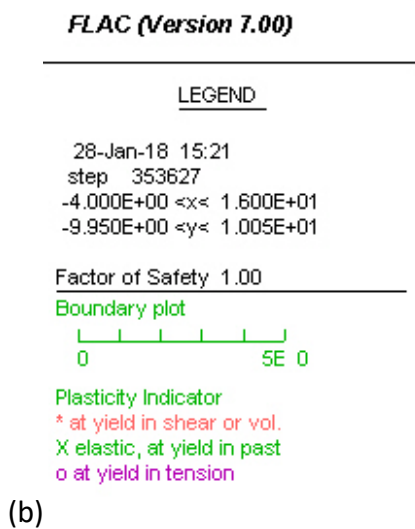 FLAC (Version 7.00)
LEGEND
28-Jan-18 15:21
step 353627
-4.000E+00 <x< 1.600E+01
-9.950E+00 <y< 1.005E+01
Factor of Safety 1.00
Boundary plot
0 5E 0
Plasticity Indicator
* at yield in shear or vol.
X elastic, at yield in past
o at yield in tension
(b)